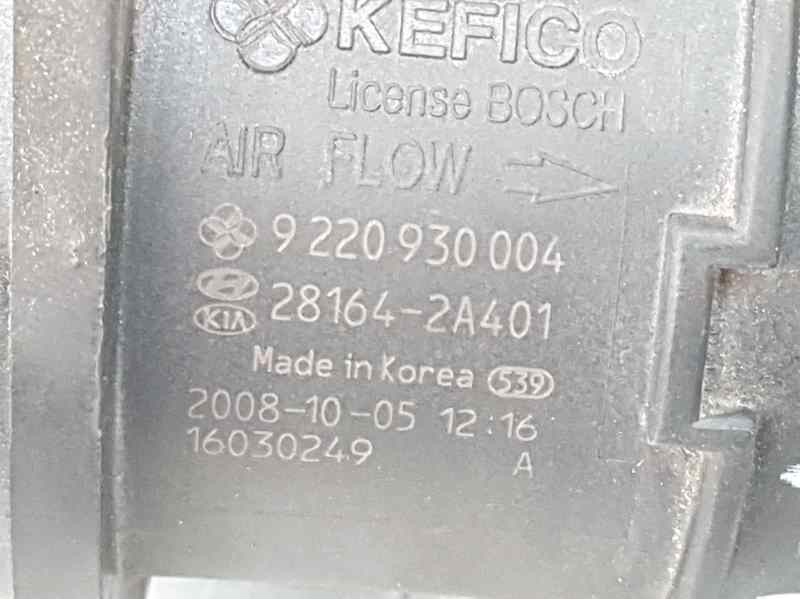 KEFICO
License BOSCH
AIR FLOW
9 220 930 004
28164-2A401
KIA
Made in Korea 539
2008-10-05 12:16
16030249 A